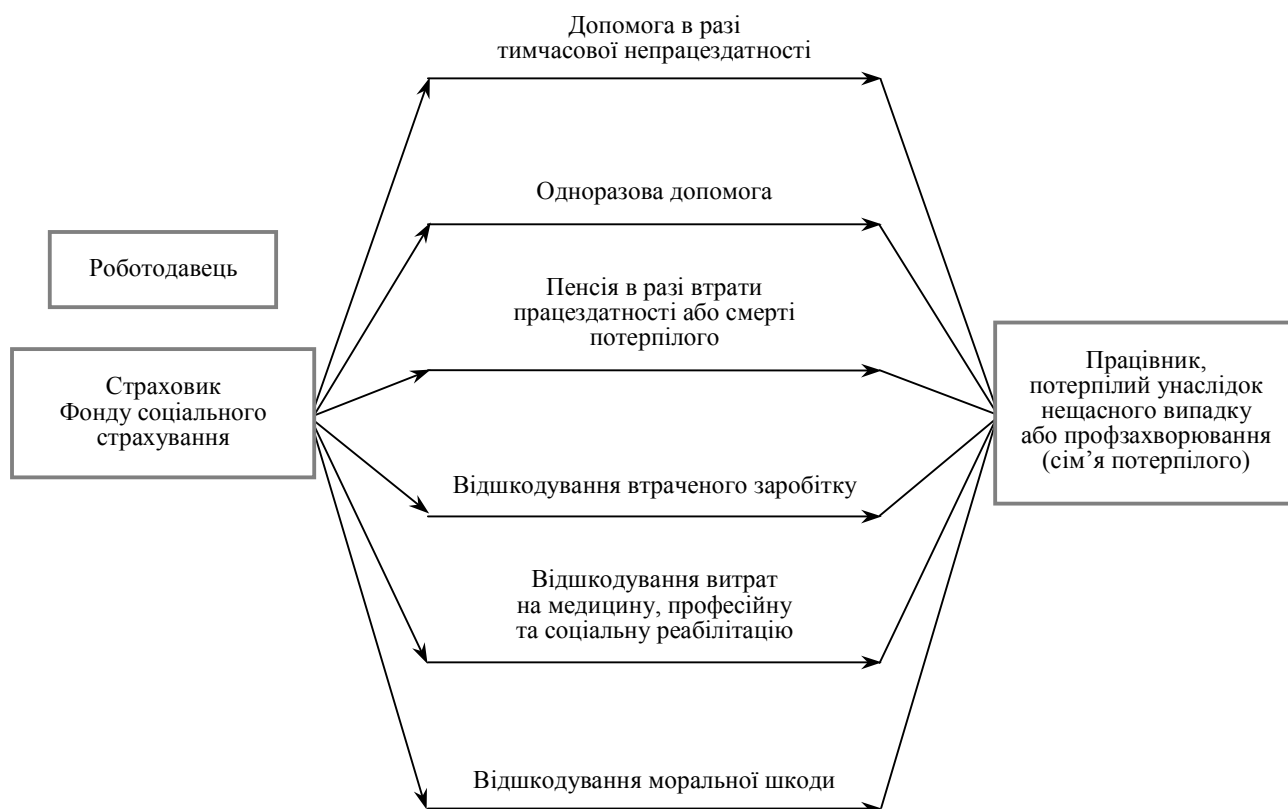 Допомога в разі
тимчасової непрацездатності
Одноразова допомога
Роботодавець
Пенсія в разі втрати
працездатності або смерті
потерпілого
Страховик
Фонду соціального
страхування
Працівник,
потерпілий унаслідок
нещасного випадку
або профзахворювання
(сім’я потерпілого)
Відшкодування втраченого заробітку
Відшкодування витрат
на медицину, професійну
та соціальну реабілітацію
Відшкодування моральної шкоди